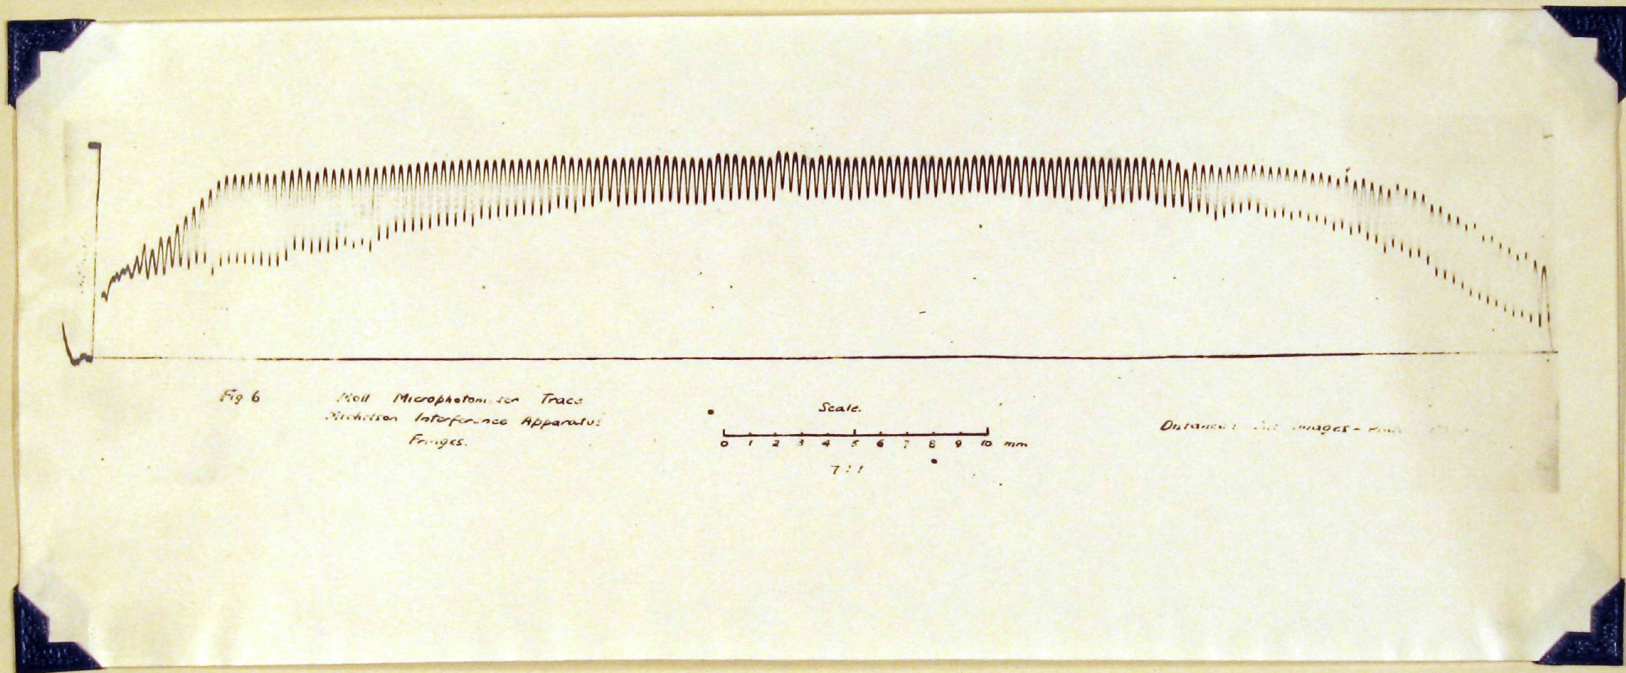 Fig 6
Moll Microphotometer Trace
Michelson Interference Apparatus
Fringes.
Scale.
0 1 2 3 4 5 6 7 8 9 10 mm
7:1
images